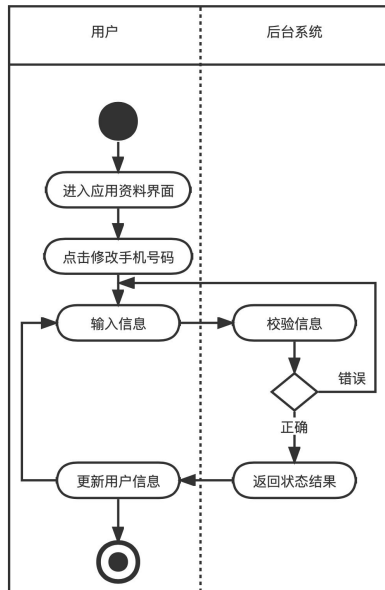 用户
后台系统
进入应用资料界面
点击修改手机号码
输入信息
校验信息
错误
正确
更新用户信息
返回状态结果